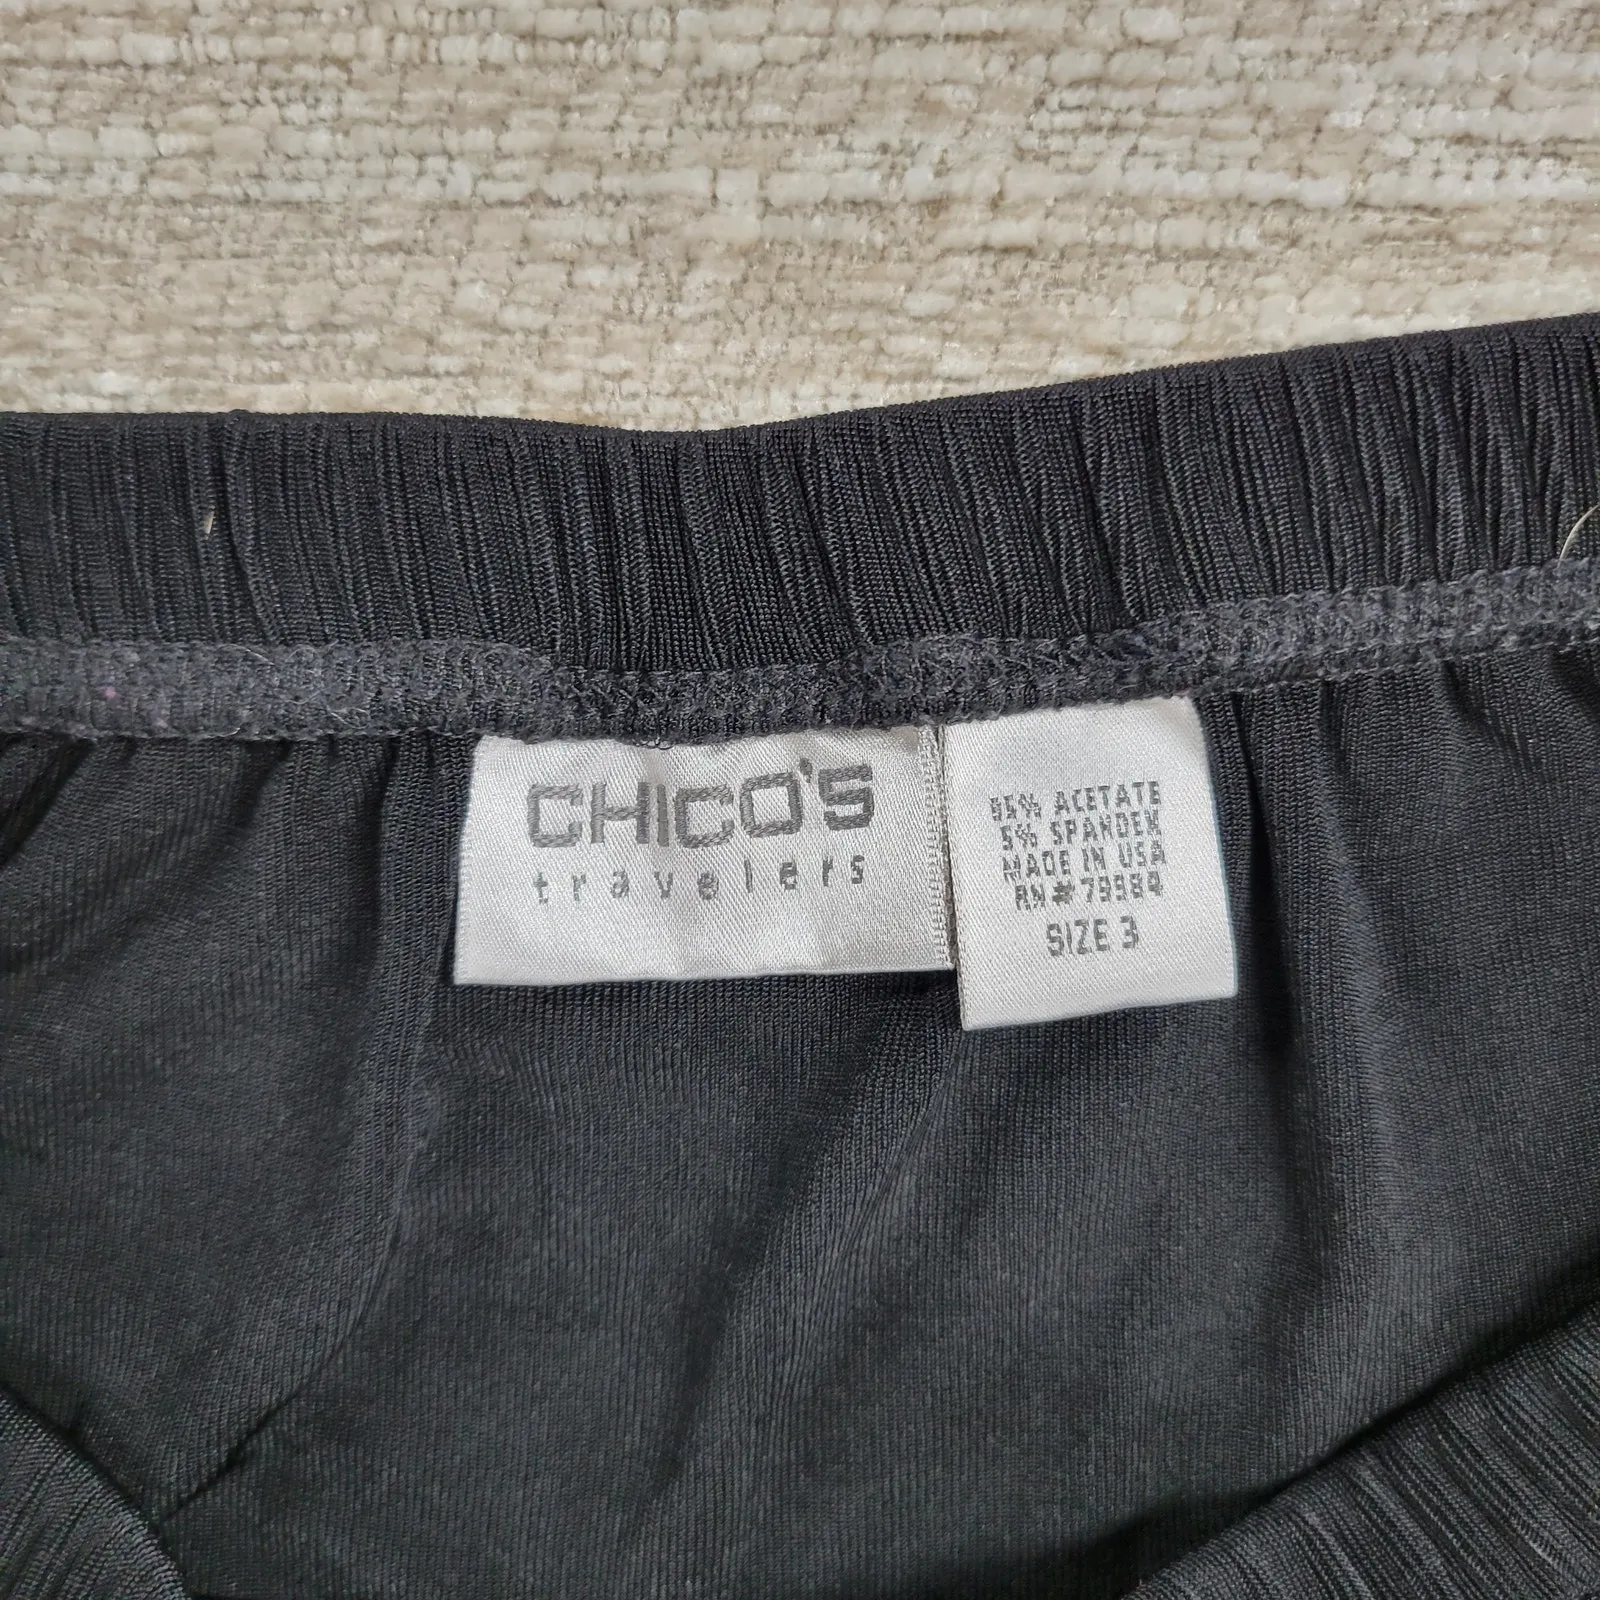 CHICO'S
travelers
95% ACETATE
5% SPANDEX
MADE IN USA
RN# 79984
SIZE 3